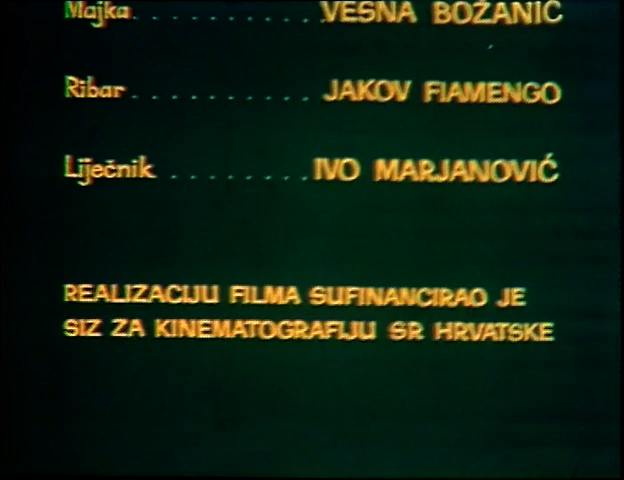 Majka..........VESNA BOŽANIĆ
Ribar..........JAKOV FIAMENGO
Liječnik........IVO MARJANOVIĆ
REALIZACIJU FILMA SUFINANCIRAO JE
SIZ ZA KINEMATOGRAFIJU SR HRVATSKE